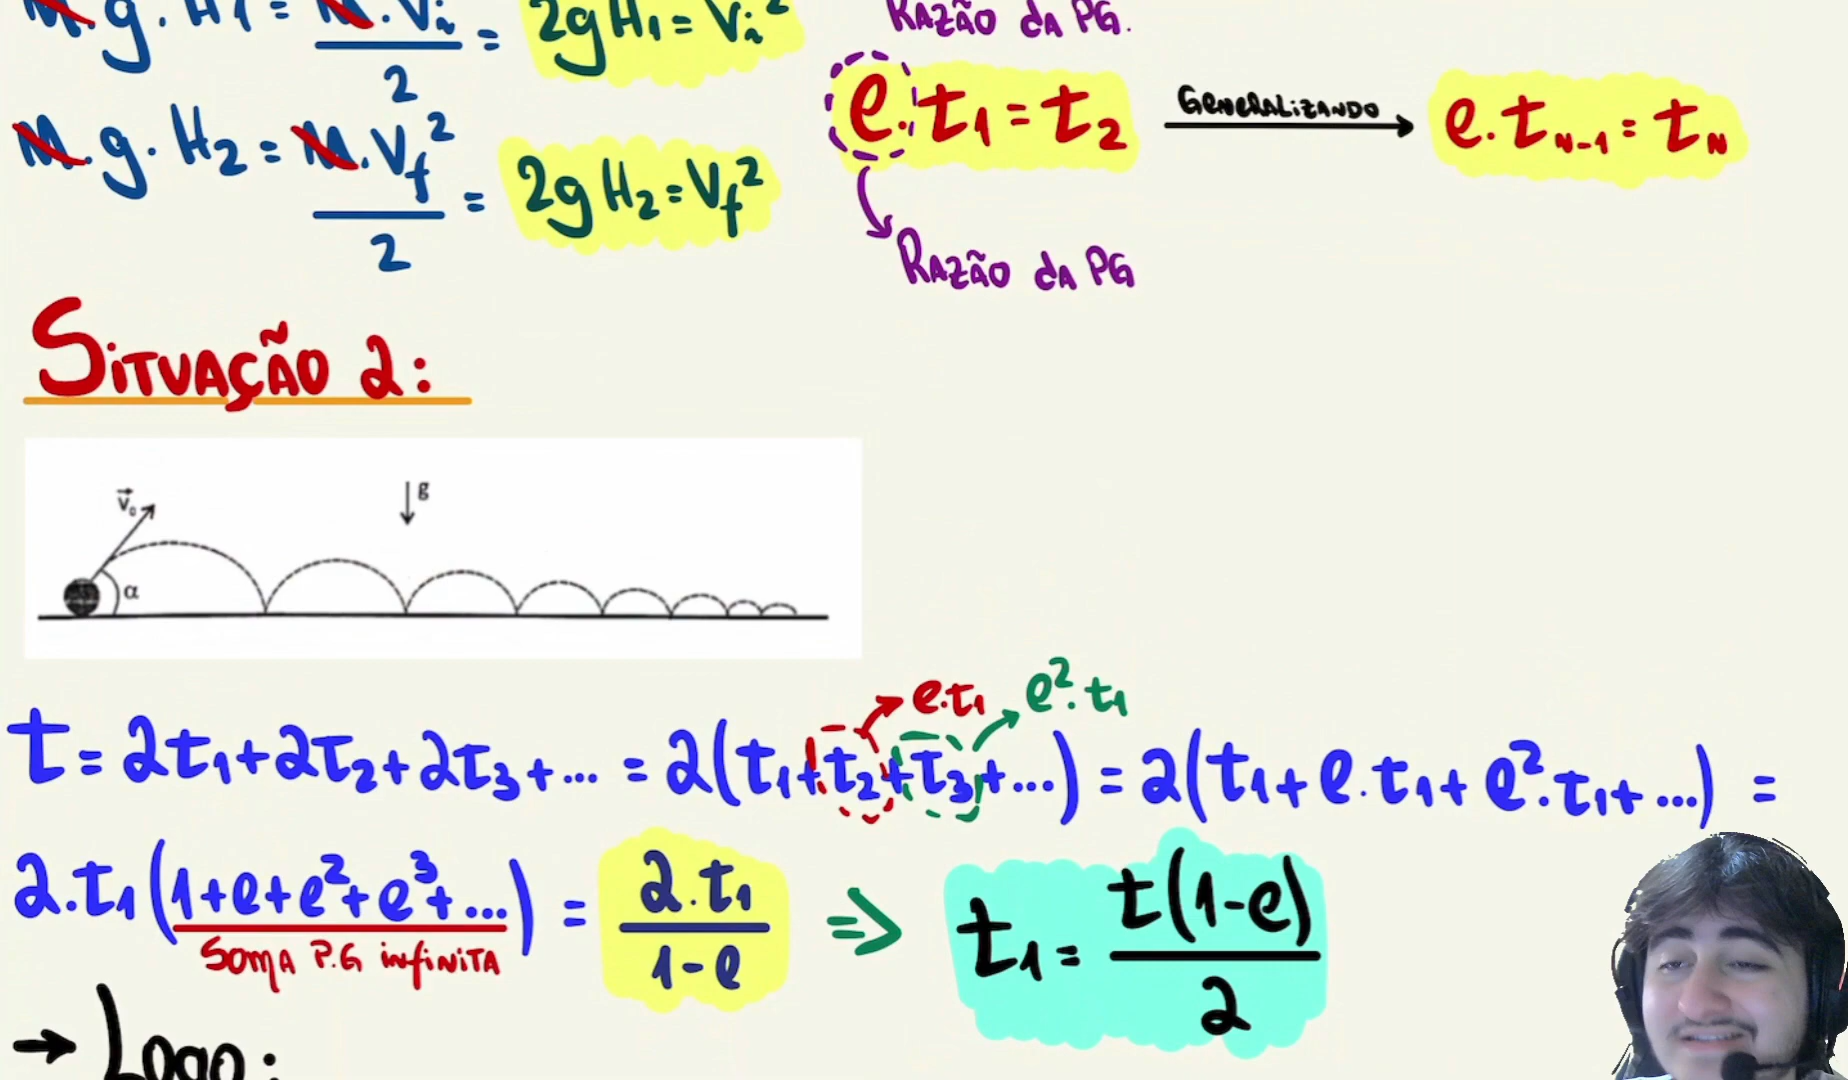 M.g.H1 = M.Vi / 2 = 2gH1 = Vi²
M.g.H2 = M.Vf² / 2 = 2gH2 = Vf²
Razão da PG.
e.t1 = t2 Generalizando e.tN-1 = tN
Razão da PG
Situação 2:
v0
g
α
e.t1 e².t1
t = 2t1 + 2t2 + 2t3 + ... = 2(t1 + t2 + t3 + ...) = 2(t1 + e.t1 + e².t1 + ...) =
2.t1 (1 + e + e² + e³ + ...) = 2.t1 / 1-e => t1 = t(1-e) / 2
Soma P.G infinita
→ Logo: